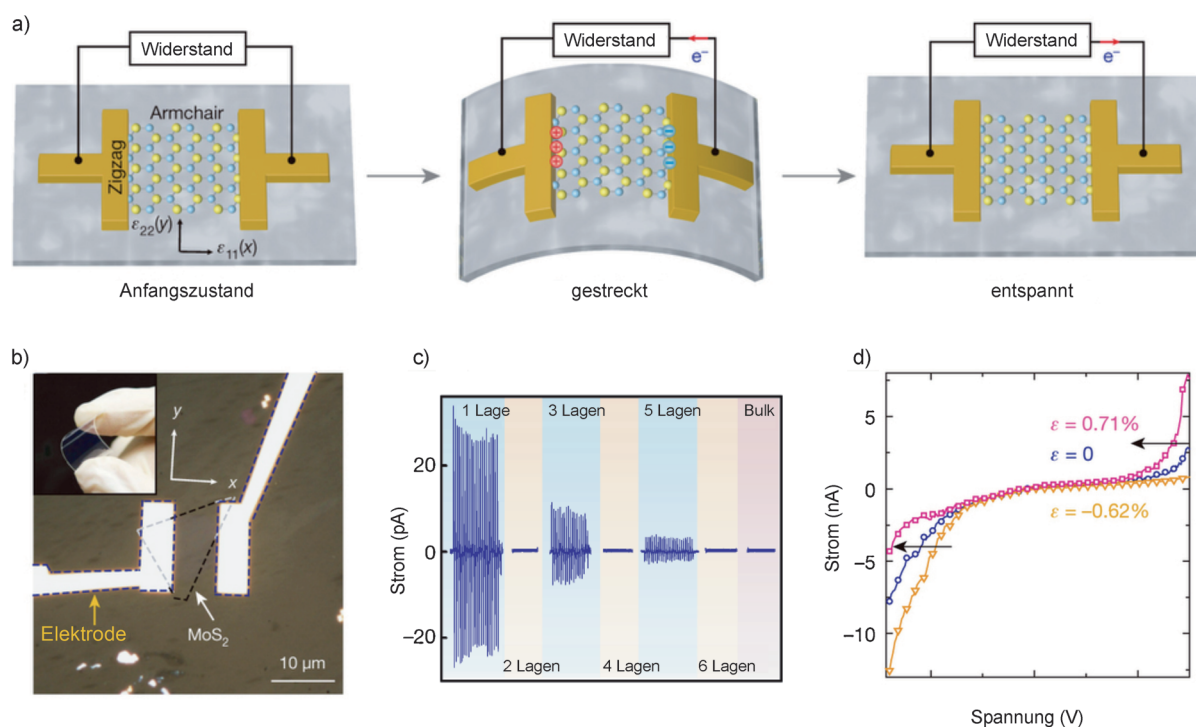 a)
Widerstand
Widerstand
e⁻
Widerstand
e⁻
Armchair
Zigzag
ε₂₂(y)
ε₁₁(x)
Anfangszustand
gestreckt
entspannt
b)
y
x
Elektrode
MoS₂
10 µm
c)
1 Lage
3 Lagen
5 Lagen
Bulk
Strom (pA)
20
0
−20
2 Lagen
4 Lagen
6 Lagen
d)
Strom (nA)
5
0
−5
−10
ε = 0.71%
ε = 0
ε = −0.62%
Spannung (V)